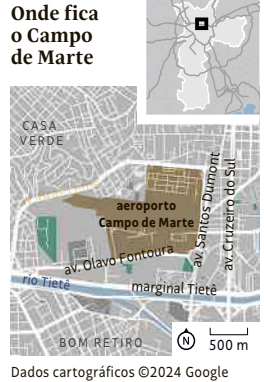 Onde fica
o Campo
de Marte
CASA
VERDE
aeroporto
Campo de Marte
av. Santos Dumont
av. Cruzeiro do Sul
av. Olavo Fontoura
rio Tietê
marginal Tietê
BOM RETIRO
N
500 m
Dados cartográficos ©2024 Google